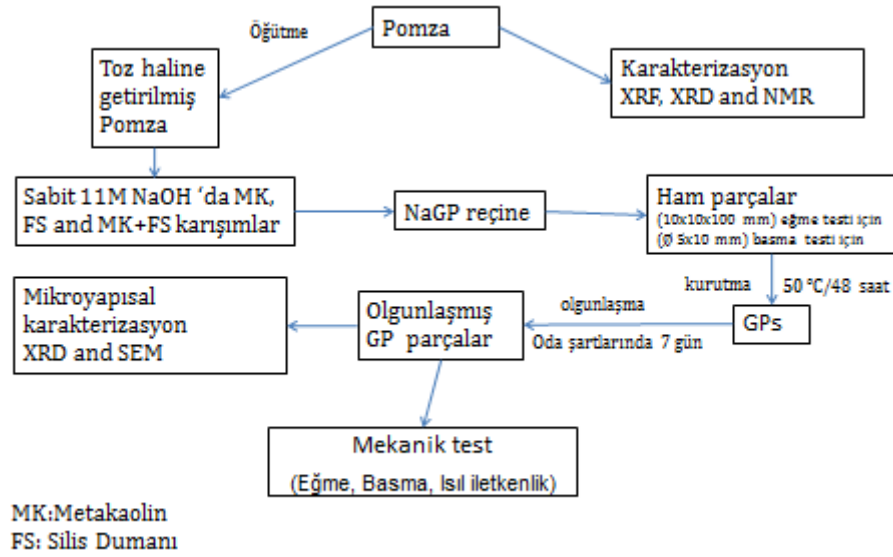 Pomza
Öğütme
Toz haline
getirilmiş
Pomza
Karakterizasyon
XRF, XRD and NMR
Sabit 11M NaOH ‘da MK,
FS and MK+FS karışımlar
NaGP reçine
Ham parçalar
(10x10x100 mm) eğme testi için
(Ø 5x10 mm) basma testi için
kurutma
50 °C/48 saat
GPs
olgunlaşma
Oda şartlarında 7 gün
Olgunlaşmış
GP parçalar
Mikroyapısal
karakterizasyon
XRD and SEM
Mekanik test
(Eğme, Basma, Isıl iletkenlik)
MK:Metakaolin
FS: Silis Dumanı